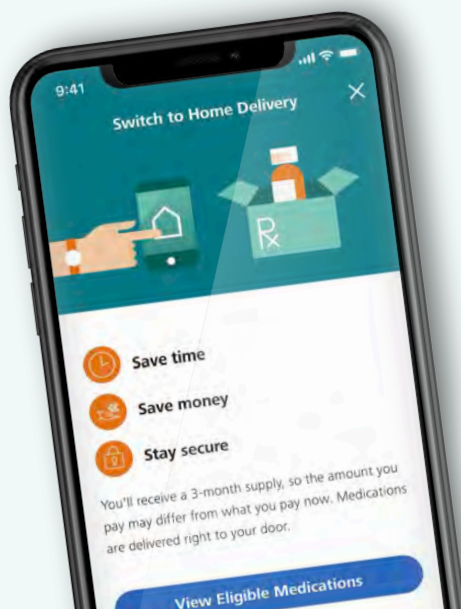 9:41
Switch to Home Delivery
Rx
Save time
Save money
Stay secure
You'll receive a 3-month supply, so the amount you
pay may differ from what you pay now. Medications
are delivered right to your door.
View Eligible Medications